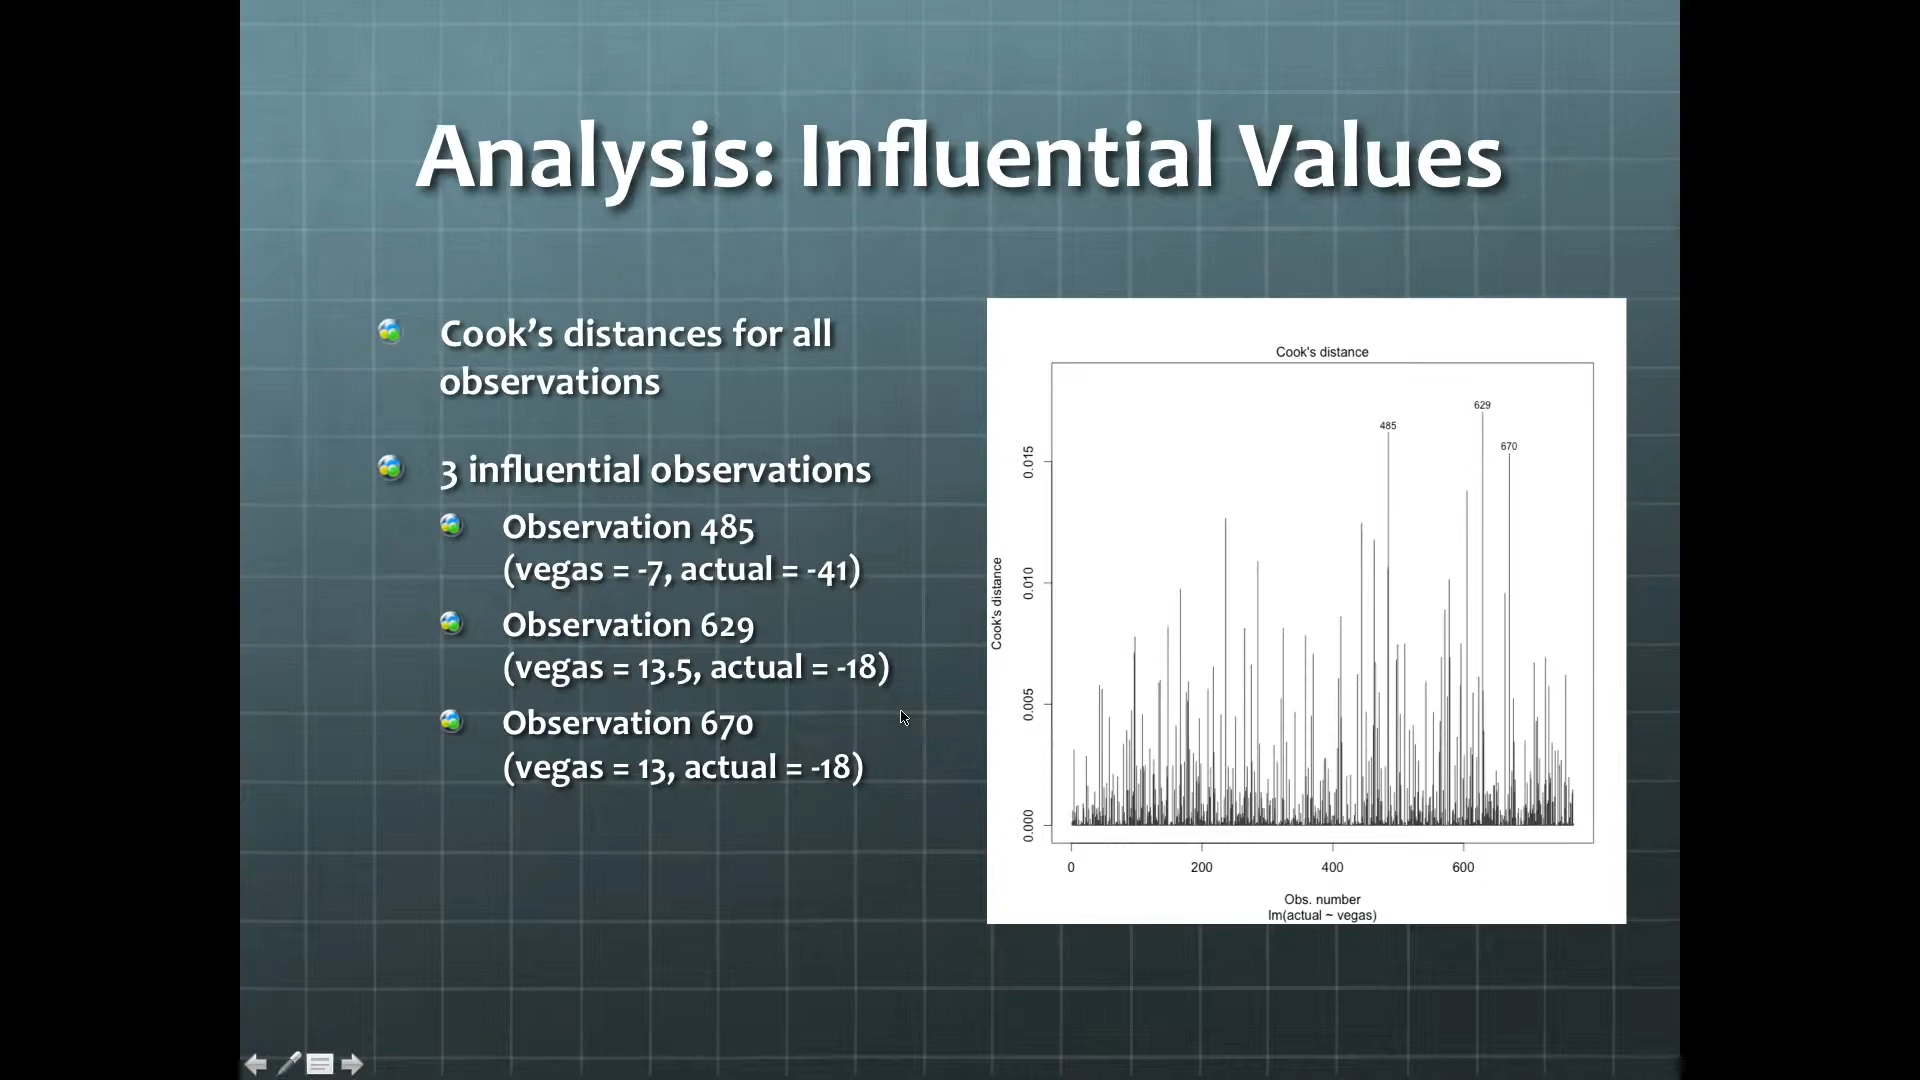 Analysis: Influential Values
Cook’s distances for all
observations
3 influential observations
Observation 485
(vegas = -7, actual = -41)
Observation 629
(vegas = 13.5, actual = -18)
Observation 670
(vegas = 13, actual = -18)
Cook's distance
629
485
670
0.015
0.010
0.005
0.000
Cook's distance
0
200
400
600
Obs. number
lm(actual ~ vegas)